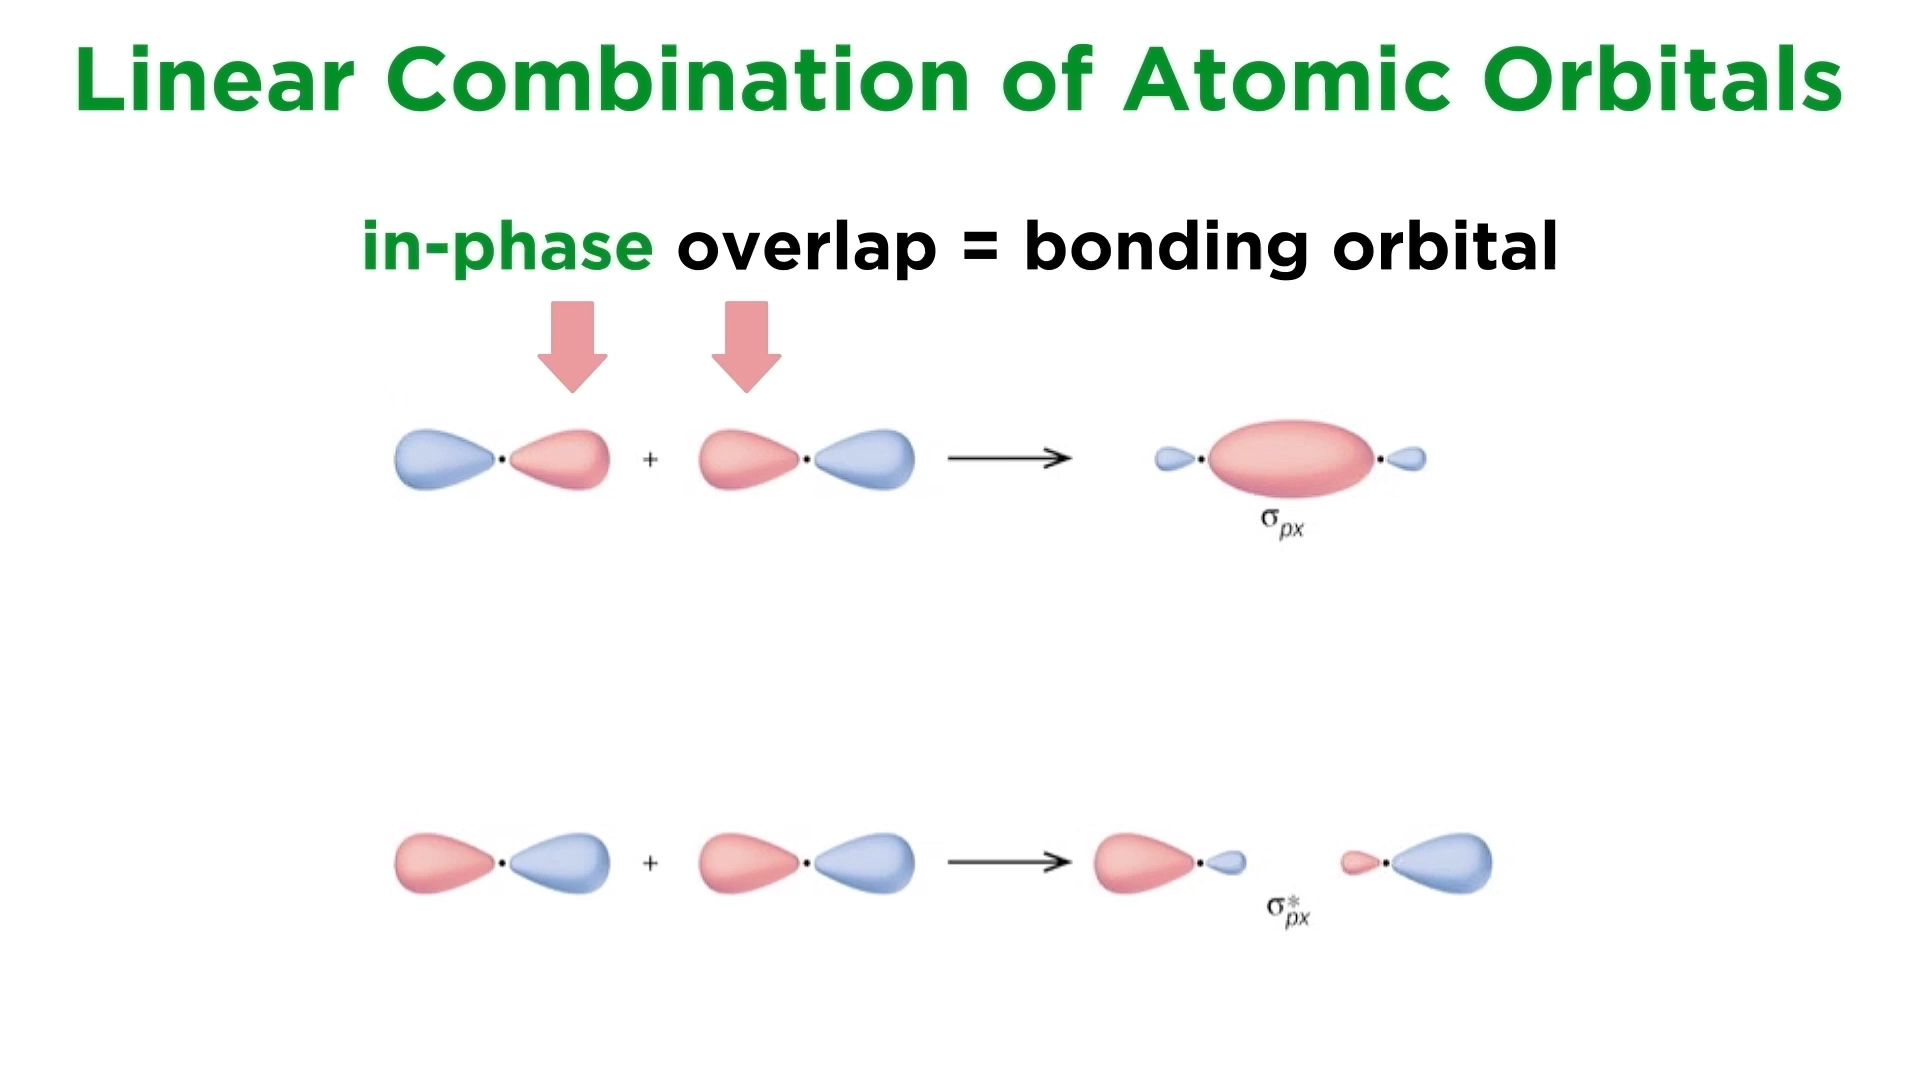 Linear Combination of Atomic Orbitals
in-phase overlap = bonding orbital
+
σpx
+
σ*px